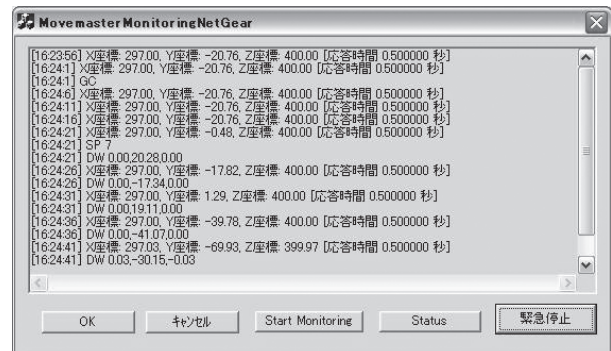 MovemasterMonitoringNetGear
[16:23:56] X座標: 297.00, Y座標: -20.76, Z座標: 400.00 [応答時間 0.500000 秒]
[16:24:1] X座標: 297.00, Y座標: -20.76, Z座標: 400.00 [応答時間 0.500000 秒]
[16:24:1] GC
[16:24:6] X座標: 297.00, Y座標: -20.76, Z座標: 400.00 [応答時間 0.500000 秒]
[16:24:11] X座標: 297.00, Y座標: -20.76, Z座標: 400.00 [応答時間 0.500000 秒]
[16:24:16] X座標: 297.00, Y座標: -20.76, Z座標: 400.00 [応答時間 0.500000 秒]
[16:24:21] X座標: 297.00, Y座標: -0.48, Z座標: 400.00 [応答時間 0.500000 秒]
[16:24:21] SP 7
[16:24:21] DW 0.00,20.28,0.00
[16:24:26] X座標: 297.00, Y座標: -17.82, Z座標: 400.00 [応答時間 0.500000 秒]
[16:24:26] DW 0.00,-17.34,0.00
[16:24:31] X座標: 297.00, Y座標: 1.29, Z座標: 400.00 [応答時間 0.500000 秒]
[16:24:31] DW 0.00,19.11,0.00
[16:24:36] X座標: 297.00, Y座標: -39.78, Z座標: 400.00 [応答時間 0.500000 秒]
[16:24:36] DW 0.00,-41.07,0.00
[16:24:41] X座標: 297.03, Y座標: -69.93, Z座標: 399.97 [応答時間 0.500000 秒]
[16:24:41] DW 0.03,-30.15,-0.03
OK キャンセル Start Monitoring Status 緊急停止